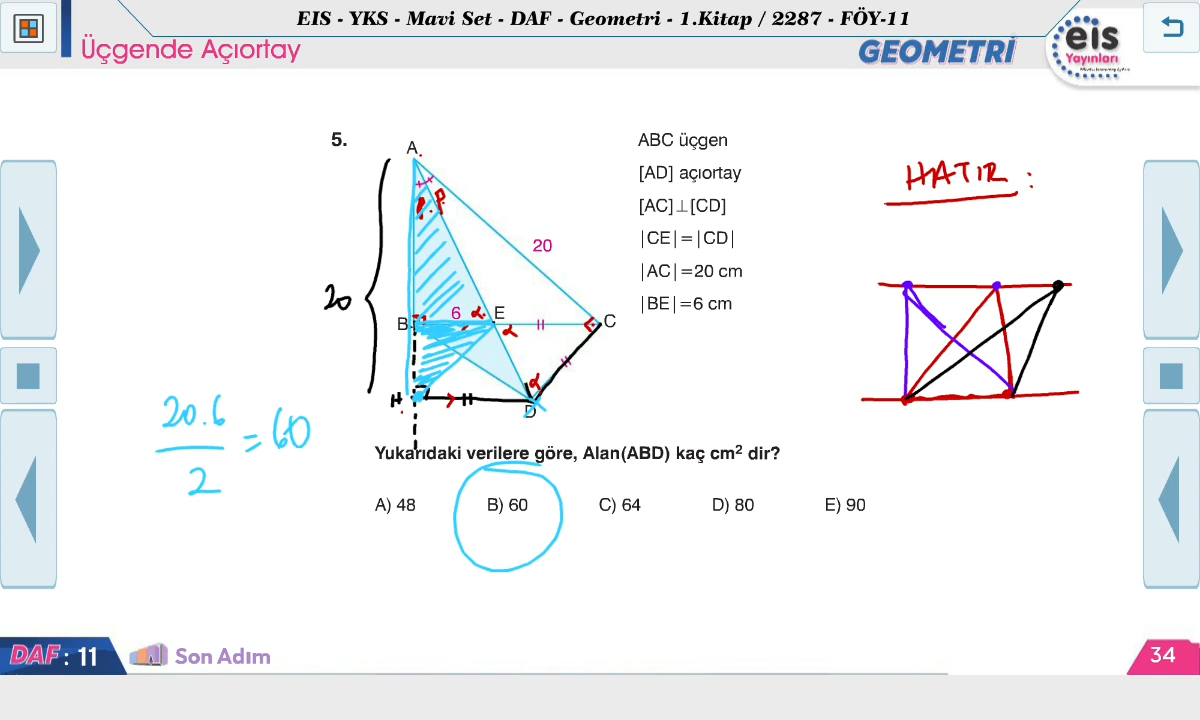 EIS - YKS - Mavi Set - DAF - Geometri - 1.Kitap / 2287 - FÖY-11
Üçgende Açıortay
GEOMETRİ
eis
Yayınları
5.
A
20
B
6
E
C
D
H
α
α
α
P
P
20
ABC üçgen
[AD] açıortay
[AC]⊥[CD]
|CE|=|CD|
|AC|=20 cm
|BE|=6 cm
HATIR :
20.6
2
= 60
Yukarıdaki verilere göre, Alan(ABD) kaç cm² dir?
A) 48 B) 60 C) 64 D) 80 E) 90
DAF : 11
Son Adım
34